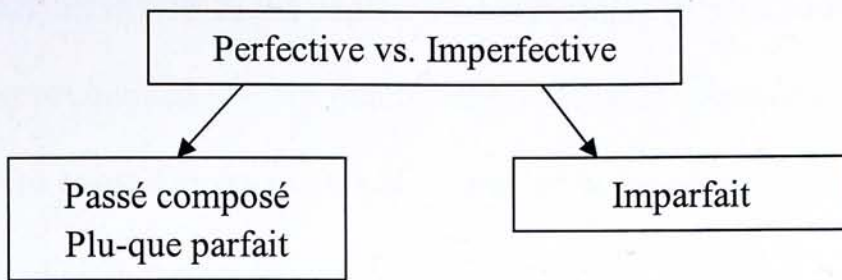 Perfective vs. Imperfective
Passé composé
Plu-que parfait
Imparfait